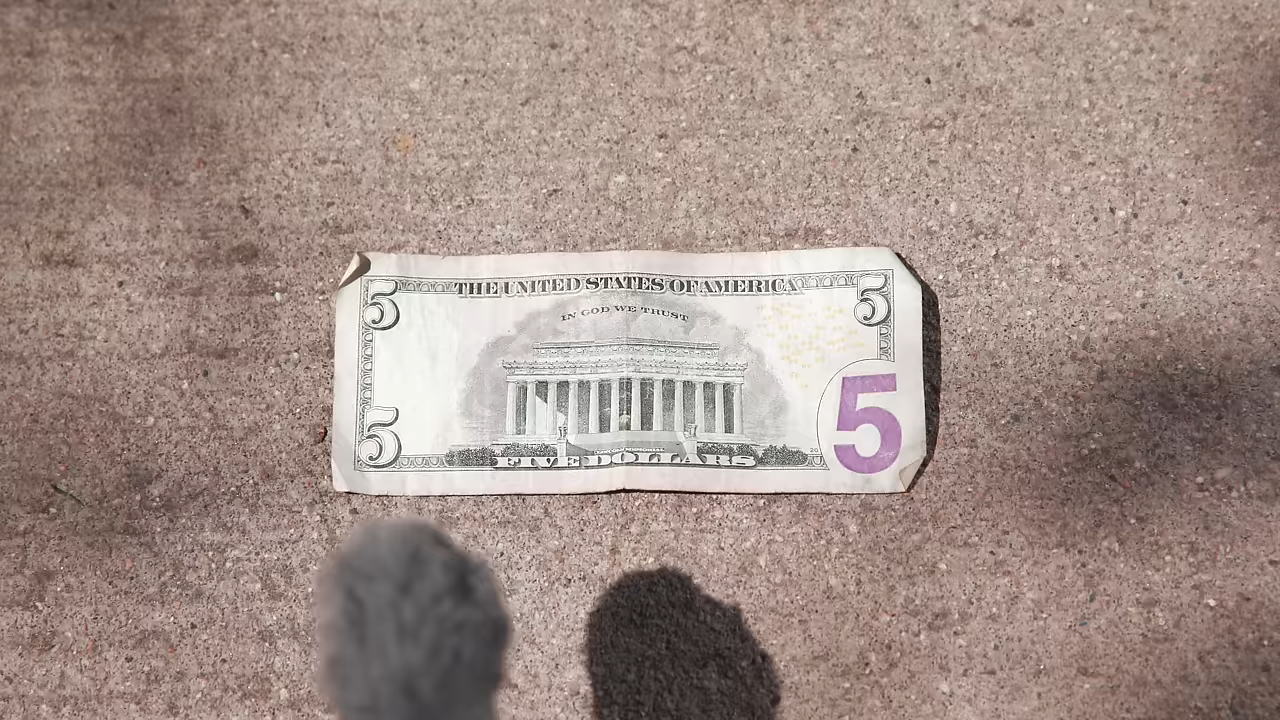 5 THE UNITED STATES OF AMERICA 5
IN GOD WE TRUST
5 5
FIVE DOLLARS